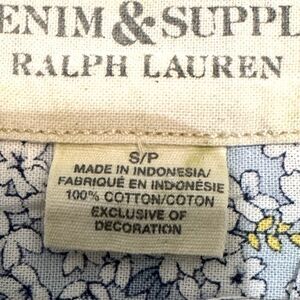 ENIM & SUPPL
RALPH LAUREN
S/P
MADE IN INDONESIA/
FABRIQUÉ EN INDONÉSIE
100% COTTON/COTON
EXCLUSIVE OF
DECORATION